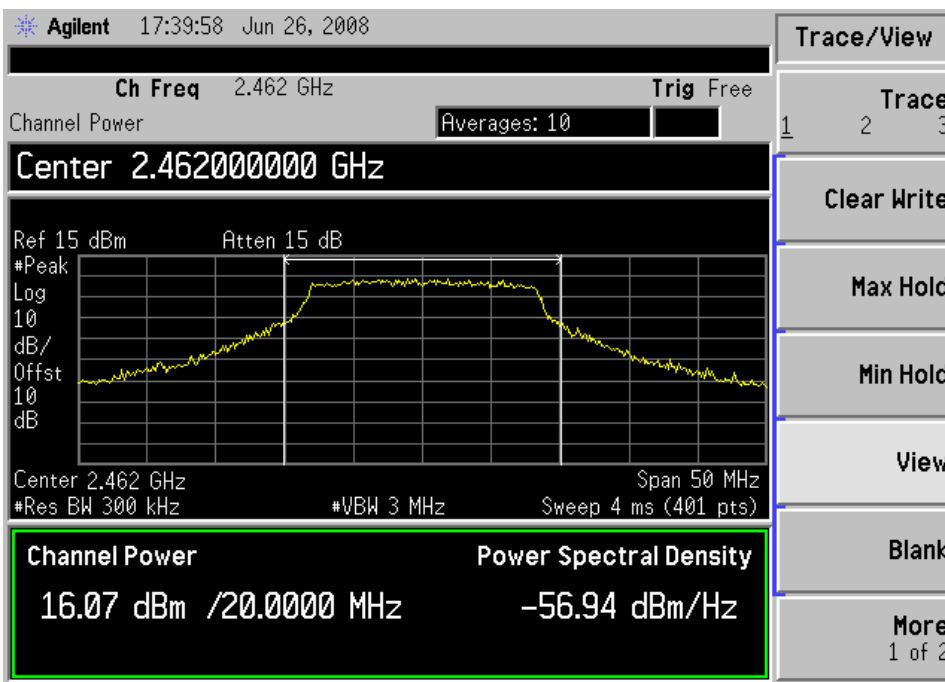 Agilent 17:39:58 Jun 26, 2008
Ch Freq 2.462 GHz Trig Free
Channel Power Averages: 10
Center 2.462000000 GHz
Ref 15 dBm Atten 15 dB
#Peak
Log
10
dB/
Offst
10
dB
Center 2.462 GHz Span 50 MHz
#Res BW 300 kHz #VBW 3 MHz Sweep 4 ms (401 pts)
Channel Power Power Spectral Density
16.07 dBm /20.0000 MHz -56.94 dBm/Hz
Trace/View
Trace
1 2 3
Clear Write
Max Hold
Min Hold
View
Blank
More
1 of 2